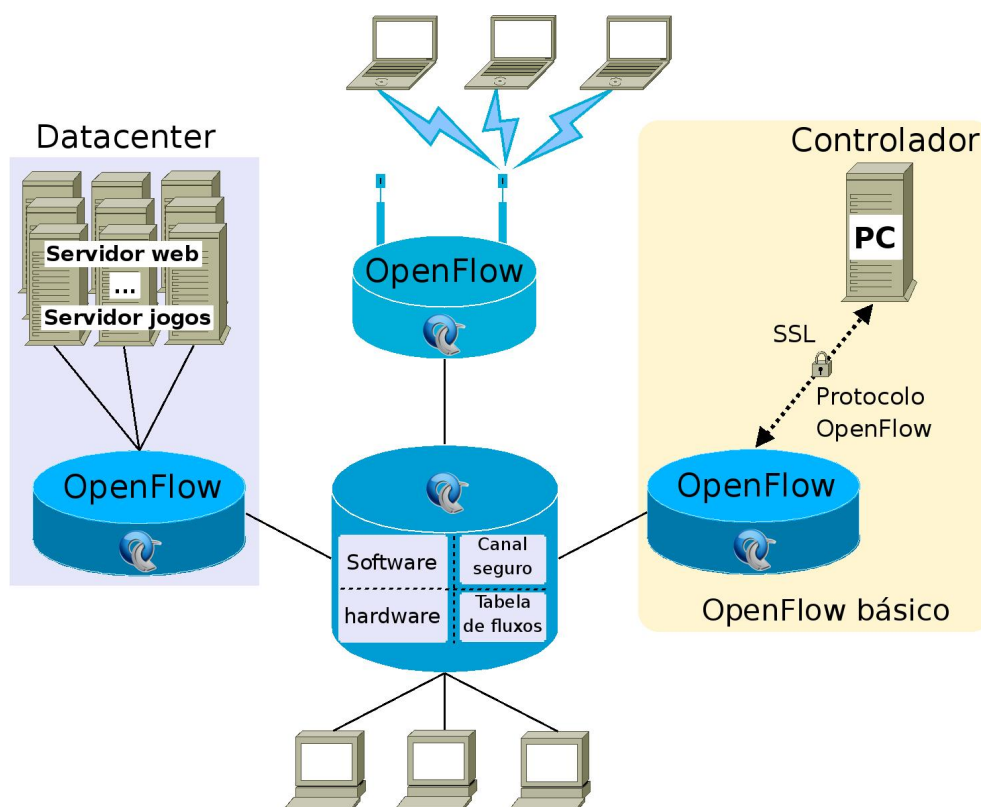 Datacenter
Servidor web
...
Servidor jogos
OpenFlow
OpenFlow
Controlador
PC
SSL
Protocolo
OpenFlow
OpenFlow
OpenFlow básico
Software
Canal
seguro
hardware
Tabela
de fluxos